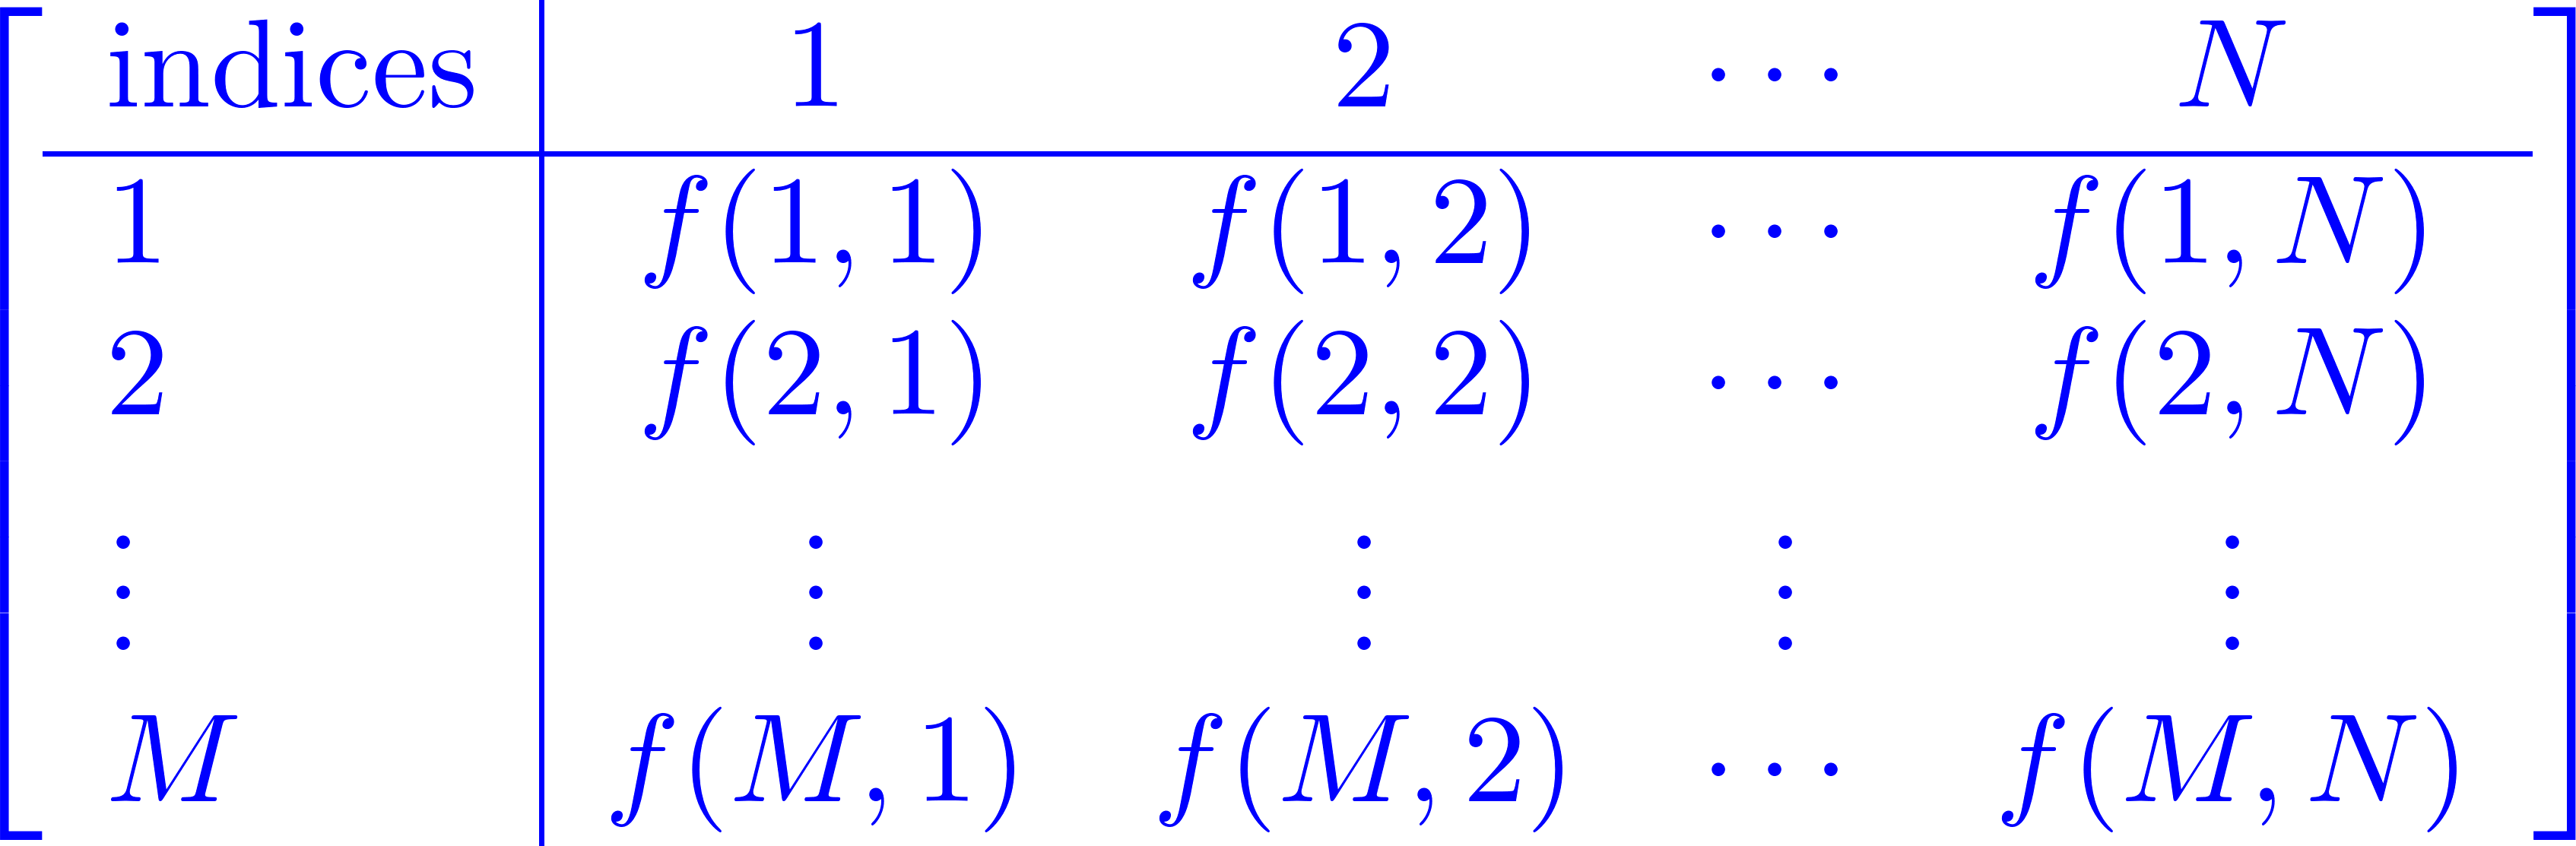 indices 1 2 ⋯ N
1 f(1, 1) f(1, 2) ⋯ f(1, N)
2 f(2, 1) f(2, 2) ⋯ f(2, N)
⋮ ⋮ ⋮ ⋮ ⋮
M f(M, 1) f(M, 2) ⋯ f(M, N)